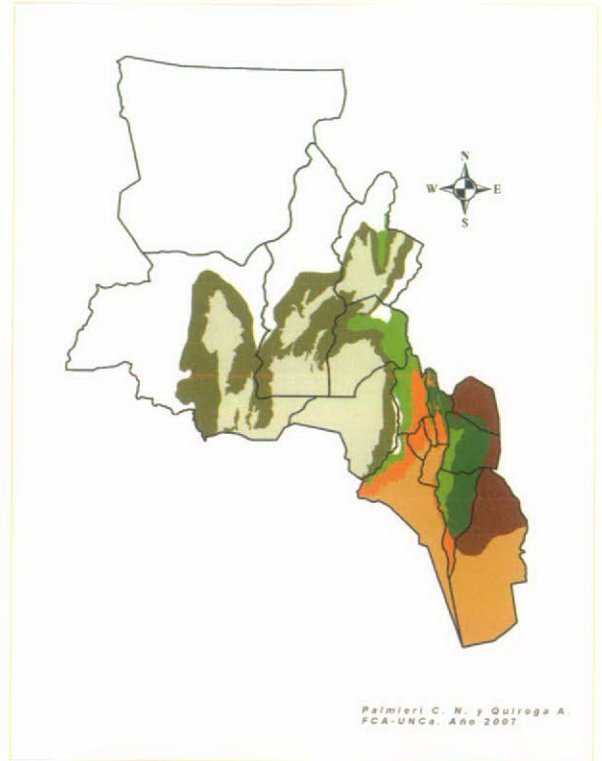 N
W E
S
Palmieri C. N. y Quiroga A.
FCA-UNCa. Año 2007